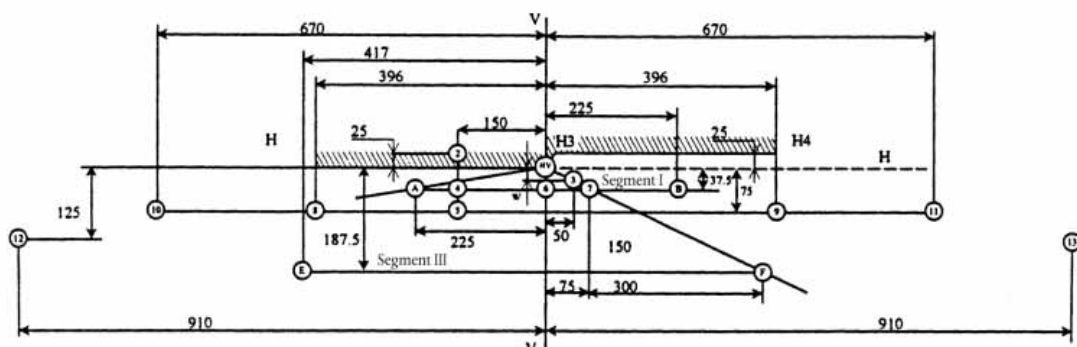 V
670 670
417
396 396
225
150
25 25
H H3 H4 H
2
HV
Segment I
3 37.5
A 4 6 7 B
75
125
10 8 5 9 11
50
12 225 150 13
187.5
Segment III
E F
75 300
910 910
V